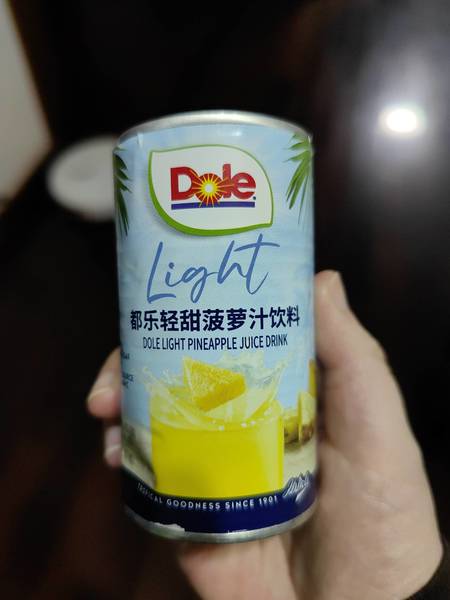 Dole
Light
都乐轻甜菠萝汁饮料
DOLE LIGHT PINEAPPLE JUICE DRINK
TROPICAL GOODNESS SINCE 1901